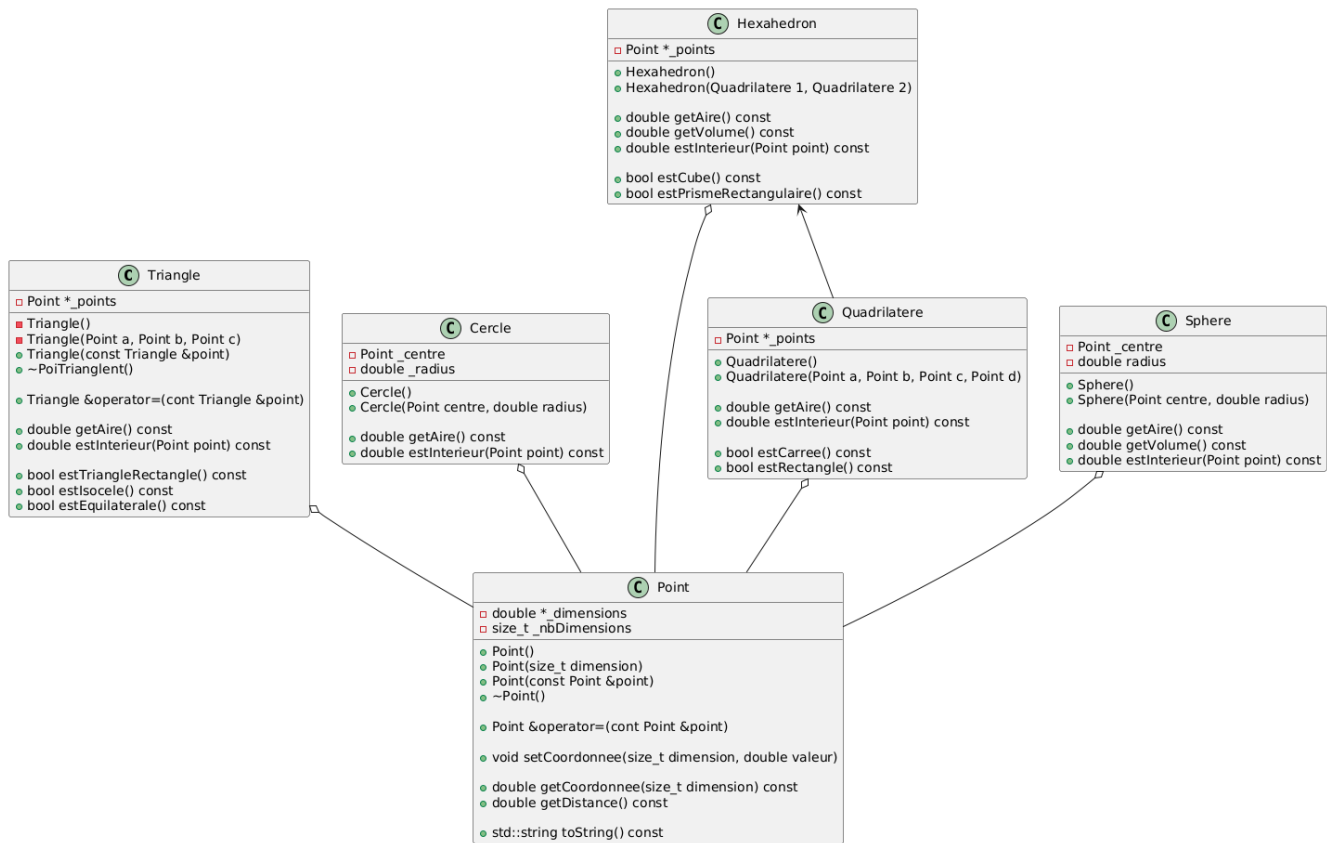 C Hexahedron
Point *_points
Hexahedron()
Hexahedron(Quadrilatere 1, Quadrilatere 2)
double getAire() const
double getVolume() const
double estInterieur(Point point) const
bool estCube() const
bool estPrismeRectangulaire() const
C Triangle
Point *_points
Triangle()
Triangle(Point a, Point b, Point c)
Triangle(const Triangle &point)
~PoiTrianglent()
Triangle &operator=(cont Triangle &point)
double getAire() const
double estInterieur(Point point) const
bool estTriangleRectangle() const
bool estIsocele() const
bool estEquilaterale() const
C Cercle
Point _centre
double _radius
Cercle()
Cercle(Point centre, double radius)
double getAire() const
double estInterieur(Point point) const
C Quadrilatere
Point *_points
Quadrilatere()
Quadrilatere(Point a, Point b, Point c, Point d)
double getAire() const
double estInterieur(Point point) const
bool estCarree() const
bool estRectangle() const
C Sphere
Point _centre
double radius
Sphere()
Sphere(Point centre, double radius)
double getAire() const
double getVolume() const
double estInterieur(Point point) const
C Point
double *_dimensions
size_t _nbDimensions
Point()
Point(size_t dimension)
Point(const Point &point)
~Point()
Point &operator=(cont Point &point)
void setCoordonnee(size_t dimension, double valeur)
double getCoordonnee(size_t dimension) const
double getDistance() const
std::string toString() const